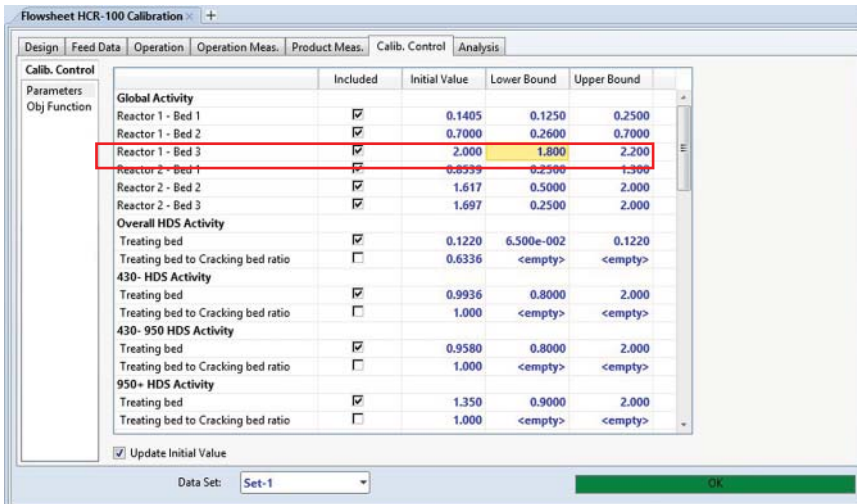 Flowsheet HCR-100 Calibration × +
Design Feed Data Operation Operation Meas. Product Meas. Calib. Control Analysis
Calib. Control
Parameters
Obj Function
Included Initial Value Lower Bound Upper Bound
Global Activity
Reactor 1 - Bed 1 0.1405 0.1250 0.2500
Reactor 1 - Bed 2 0.7000 0.2600 0.7000
Reactor 1 - Bed 3 2.000 1.800 2.200
Reactor 2 - Bed 1 0.8539 0.2500 1.300
Reactor 2 - Bed 2 1.617 0.5000 2.000
Reactor 2 - Bed 3 1.697 0.2500 2.000
Overall HDS Activity
Treating bed 0.1220 6.500e-002 0.1220
Treating bed to Cracking bed ratio 0.6336 <empty> <empty>
430- HDS Activity
Treating bed 0.9936 0.8000 2.000
Treating bed to Cracking bed ratio 1.000 <empty> <empty>
430- 950 HDS Activity
Treating bed 0.9580 0.8000 2.000
Treating bed to Cracking bed ratio 1.000 <empty> <empty>
950+ HDS Activity
Treating bed 1.350 0.9000 2.000
Treating bed to Cracking bed ratio 1.000 <empty> <empty>
Update Initial Value
Data Set: Set-1 OK